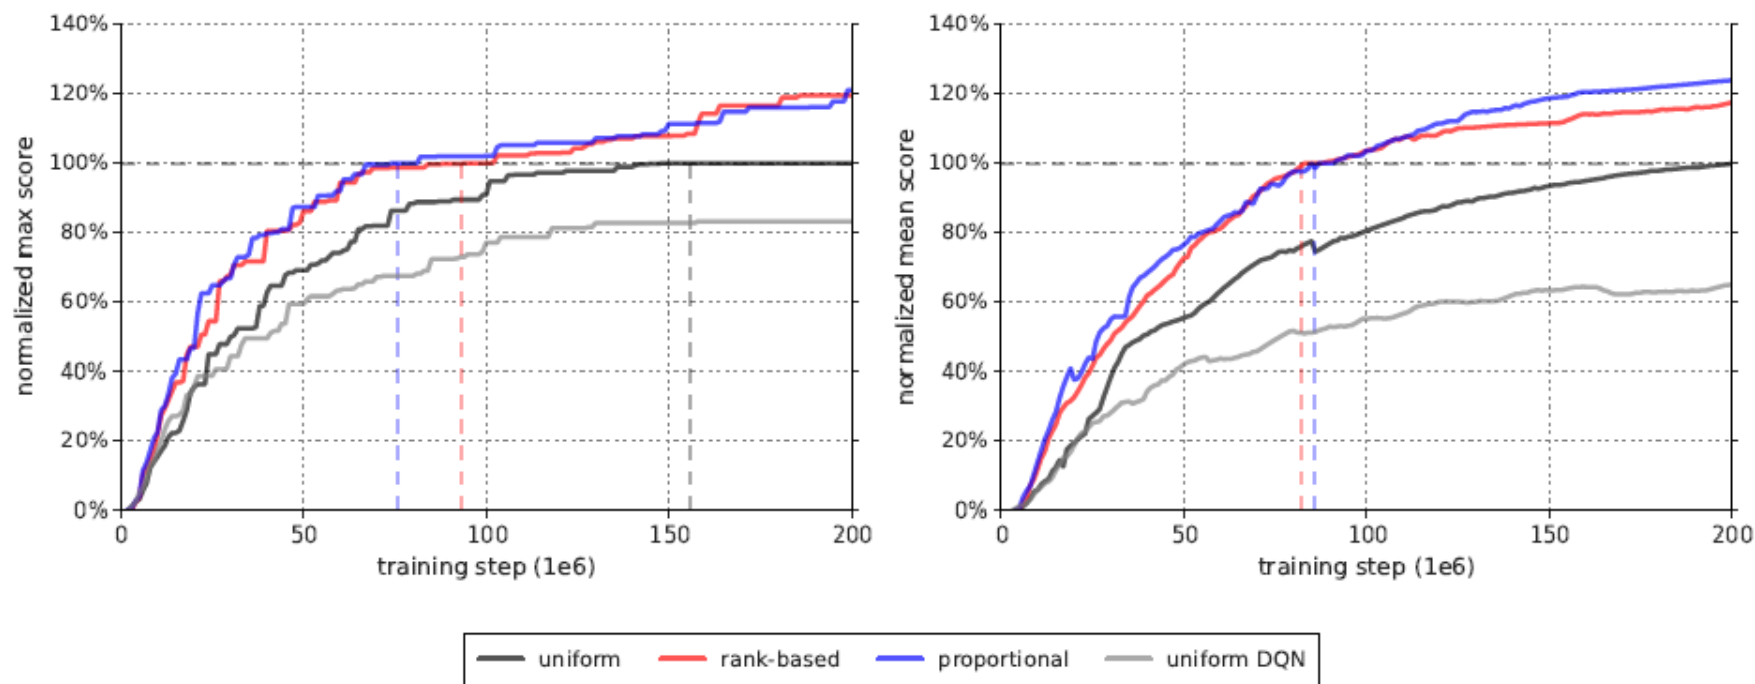 140%
120%
100%
80%
60%
40%
20%
0%
normalized max score
0 50 100 150 200
training step (1e6)
140%
120%
100%
80%
60%
40%
20%
0%
normalized mean score
0 50 100 150 200
training step (1e6)
uniform rank-based proportional uniform DQN